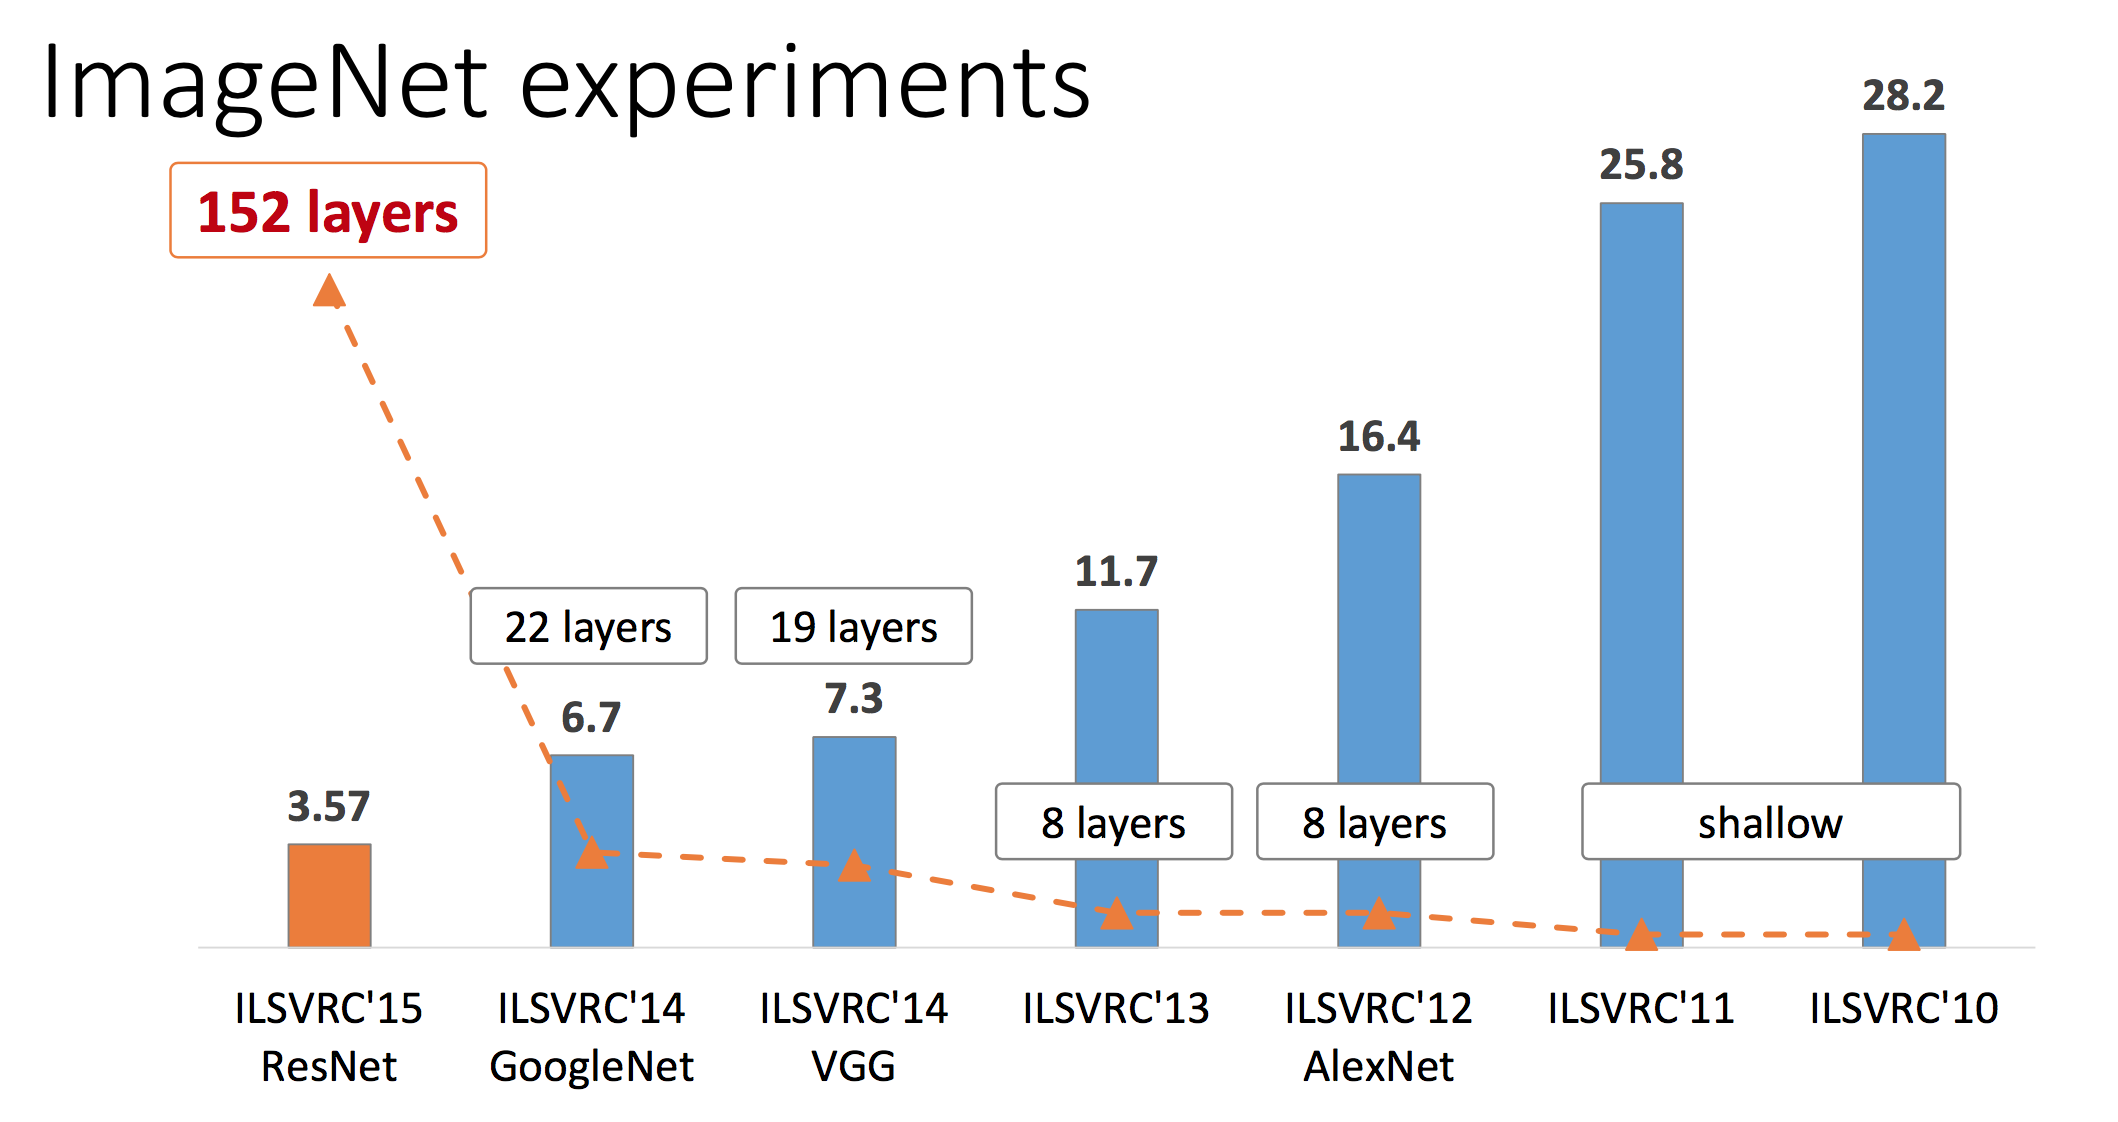 ImageNet experiments
152 layers
28.2
25.8
16.4
11.7
22 layers
19 layers
7.3
6.7
3.57
8 layers
8 layers
shallow
ILSVRC'15
ResNet
ILSVRC'14
GoogleNet
ILSVRC'14
VGG
ILSVRC'13
ILSVRC'12
AlexNet
ILSVRC'11
ILSVRC'10